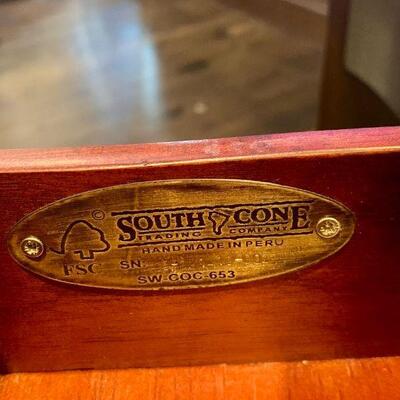 ©
FSC
SOUTH CONE
TRADING COMPANY
HAND MADE IN PERU
SN
SW-COC-653